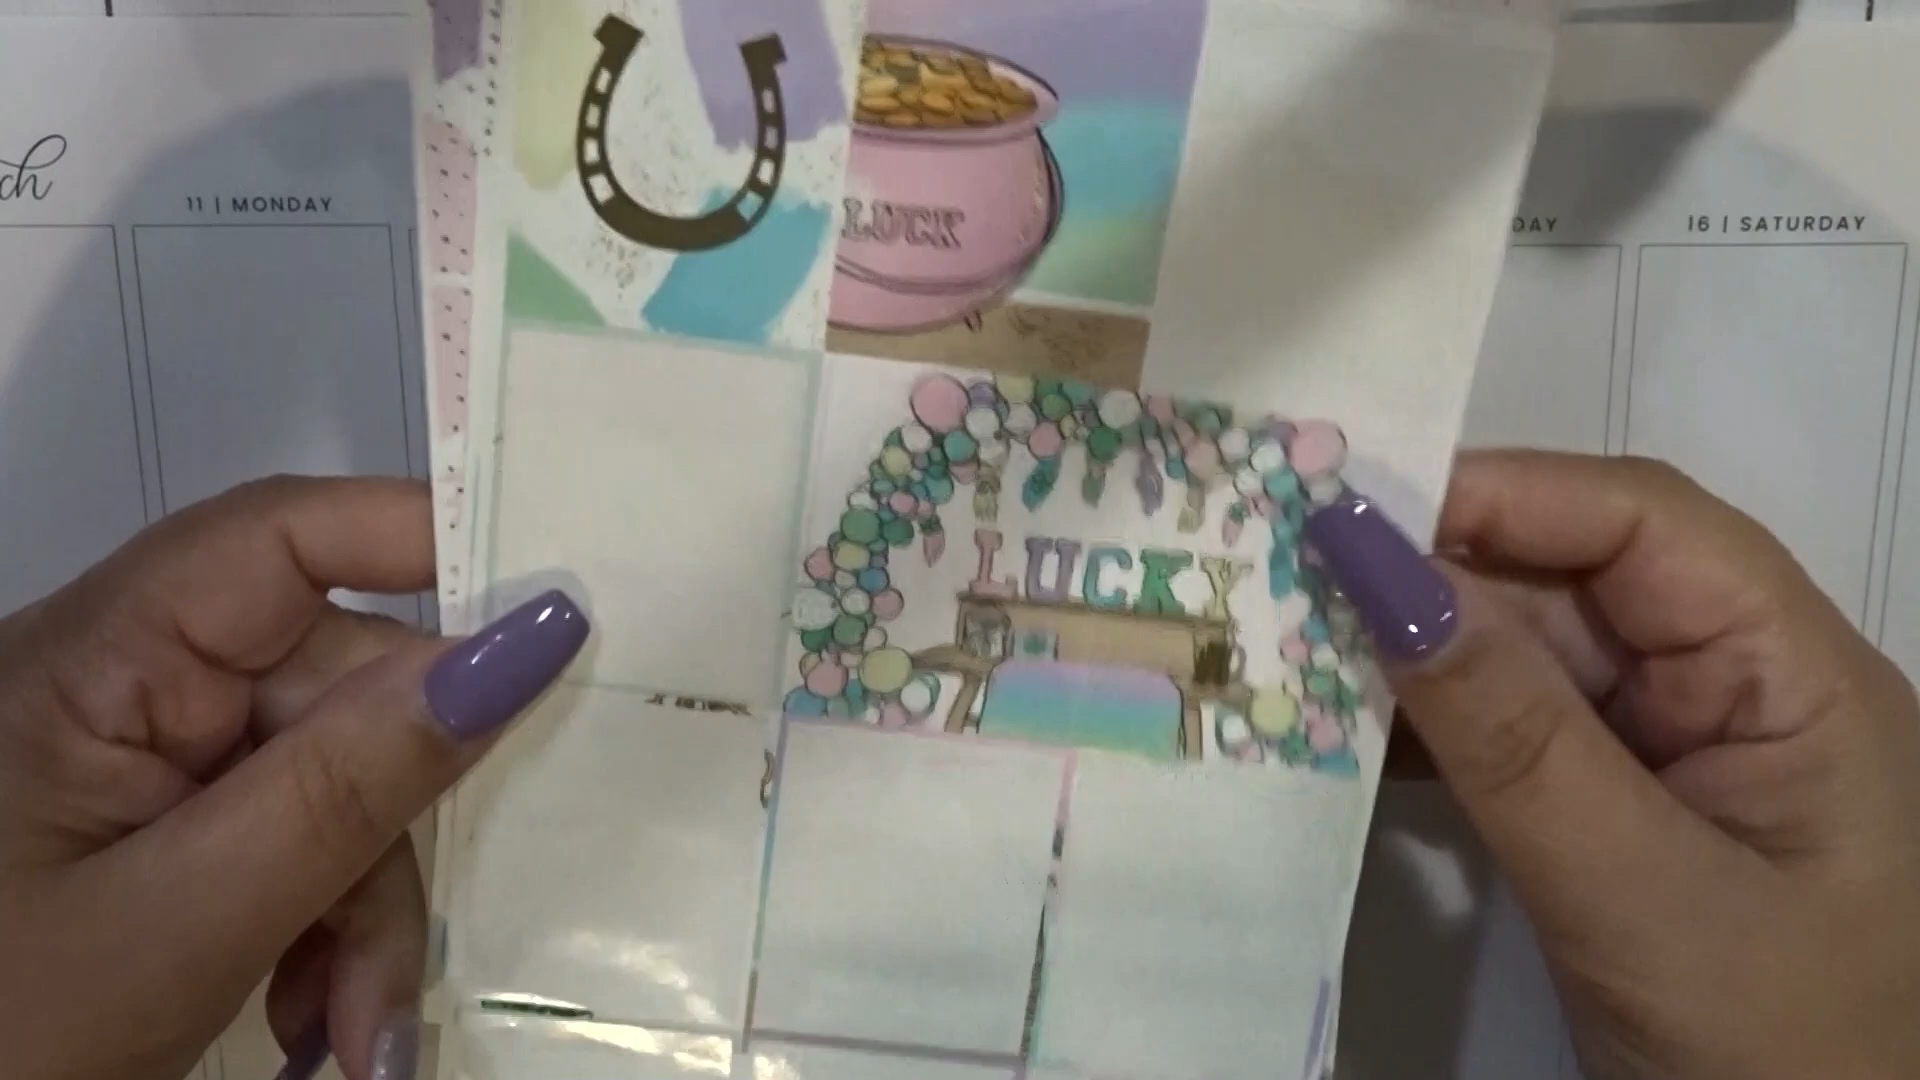 ch
11 | MONDAY
DAY
16 | SATURDAY
LUCK
LUCKY